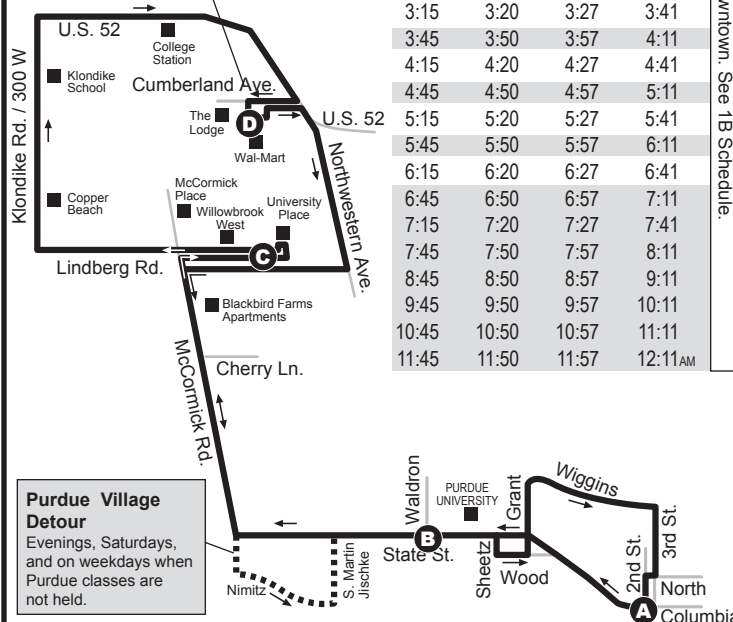 U.S. 52
College
Station
Klondike Rd. / 300 W
Klondike
School
Cumberland Ave.
The
Lodge
D
U.S. 52
Wal-Mart
Northwestern Ave.
Copper
Beach
McCormick
Place
Willowbrook
West
University
Place
C
Lindberg Rd.
Blackbird Farms
Apartments
McCormick Rd.
Cherry Ln.
3:15 3:20 3:27 3:41
3:45 3:50 3:57 4:11
4:15 4:20 4:27 4:41
4:45 4:50 4:57 5:11
5:15 5:20 5:27 5:41
5:45 5:50 5:57 6:11
6:15 6:20 6:27 6:41
6:45 6:50 6:57 7:11
7:15 7:20 7:27 7:41
7:45 7:50 7:57 8:11
8:45 8:50 8:57 9:11
9:45 9:50 9:57 10:11
10:45 10:50 10:57 11:11
11:45 11:50 11:57 12:11AM
wntown. See 1B Schedule.
Purdue Village
Detour
Evenings, Saturdays,
and on weekdays when
Purdue classes are
not held.
Nimitz
S. Martin
Jischke
Waldron
B
State St.
PURDUE
UNIVERSITY
Sheetz
Grant
Wood
Wiggins
3rd St.
2nd St.
North
A
Columbia